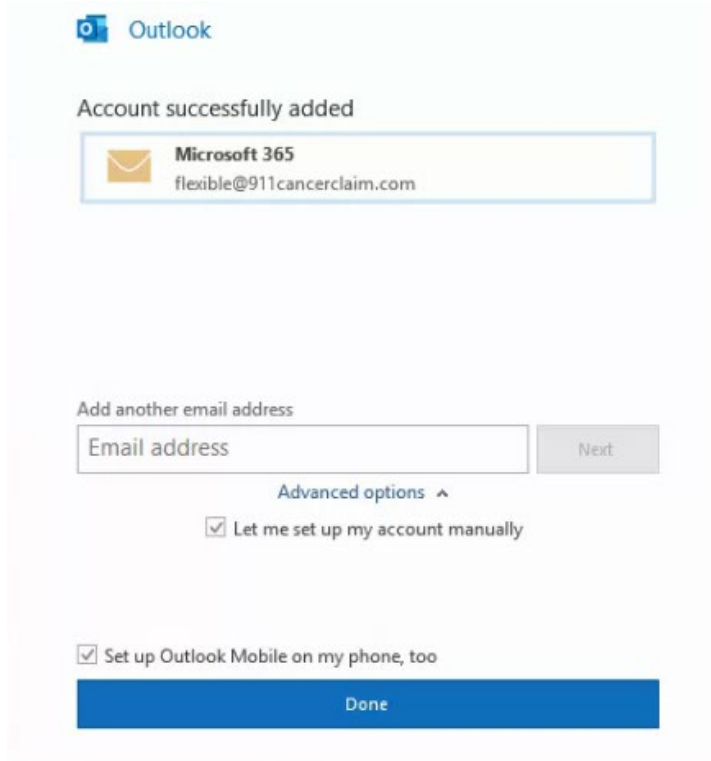 Outlook
Account successfully added
Microsoft 365
flexible@911cancerclaim.com
Add another email address
Email address
Next
Advanced options
Let me set up my account manually
Set up Outlook Mobile on my phone, too
Done